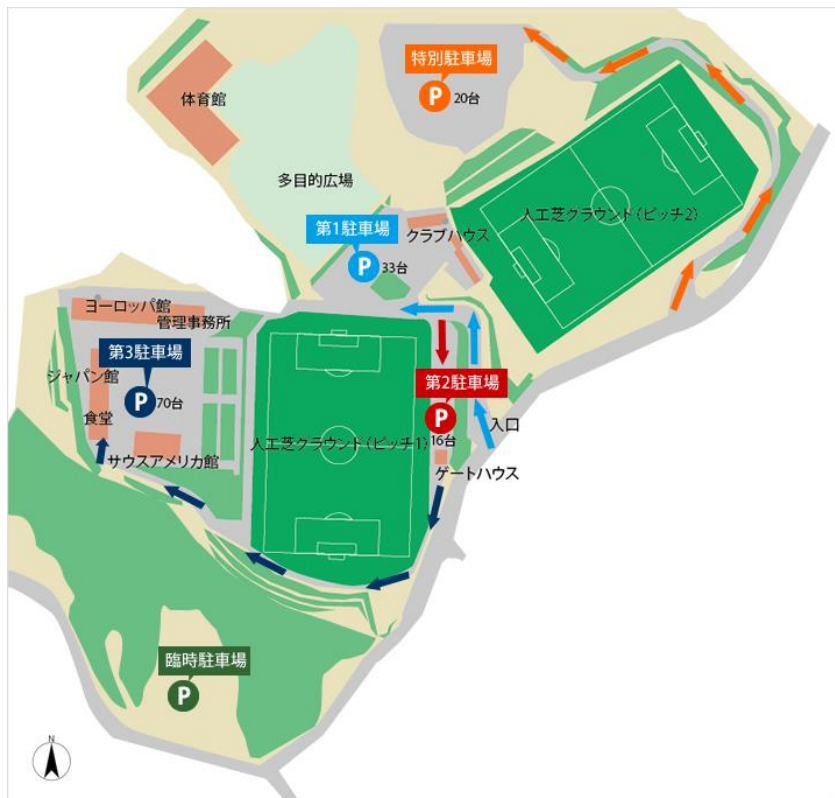 特別駐車場
P 20台
体育館
多目的広場
人工芝グラウンド(ピッチ2)
第1駐車場
クラブハウス
P 33台
ヨーロッパ館
管理事務所
第3駐車場
ジャパン館
P 70台
食堂
サウスアメリカ館
第2駐車場
P
16台
入口
人工芝グラウンド(ピッチ1)
ゲートハウス
臨時駐車場
P
N